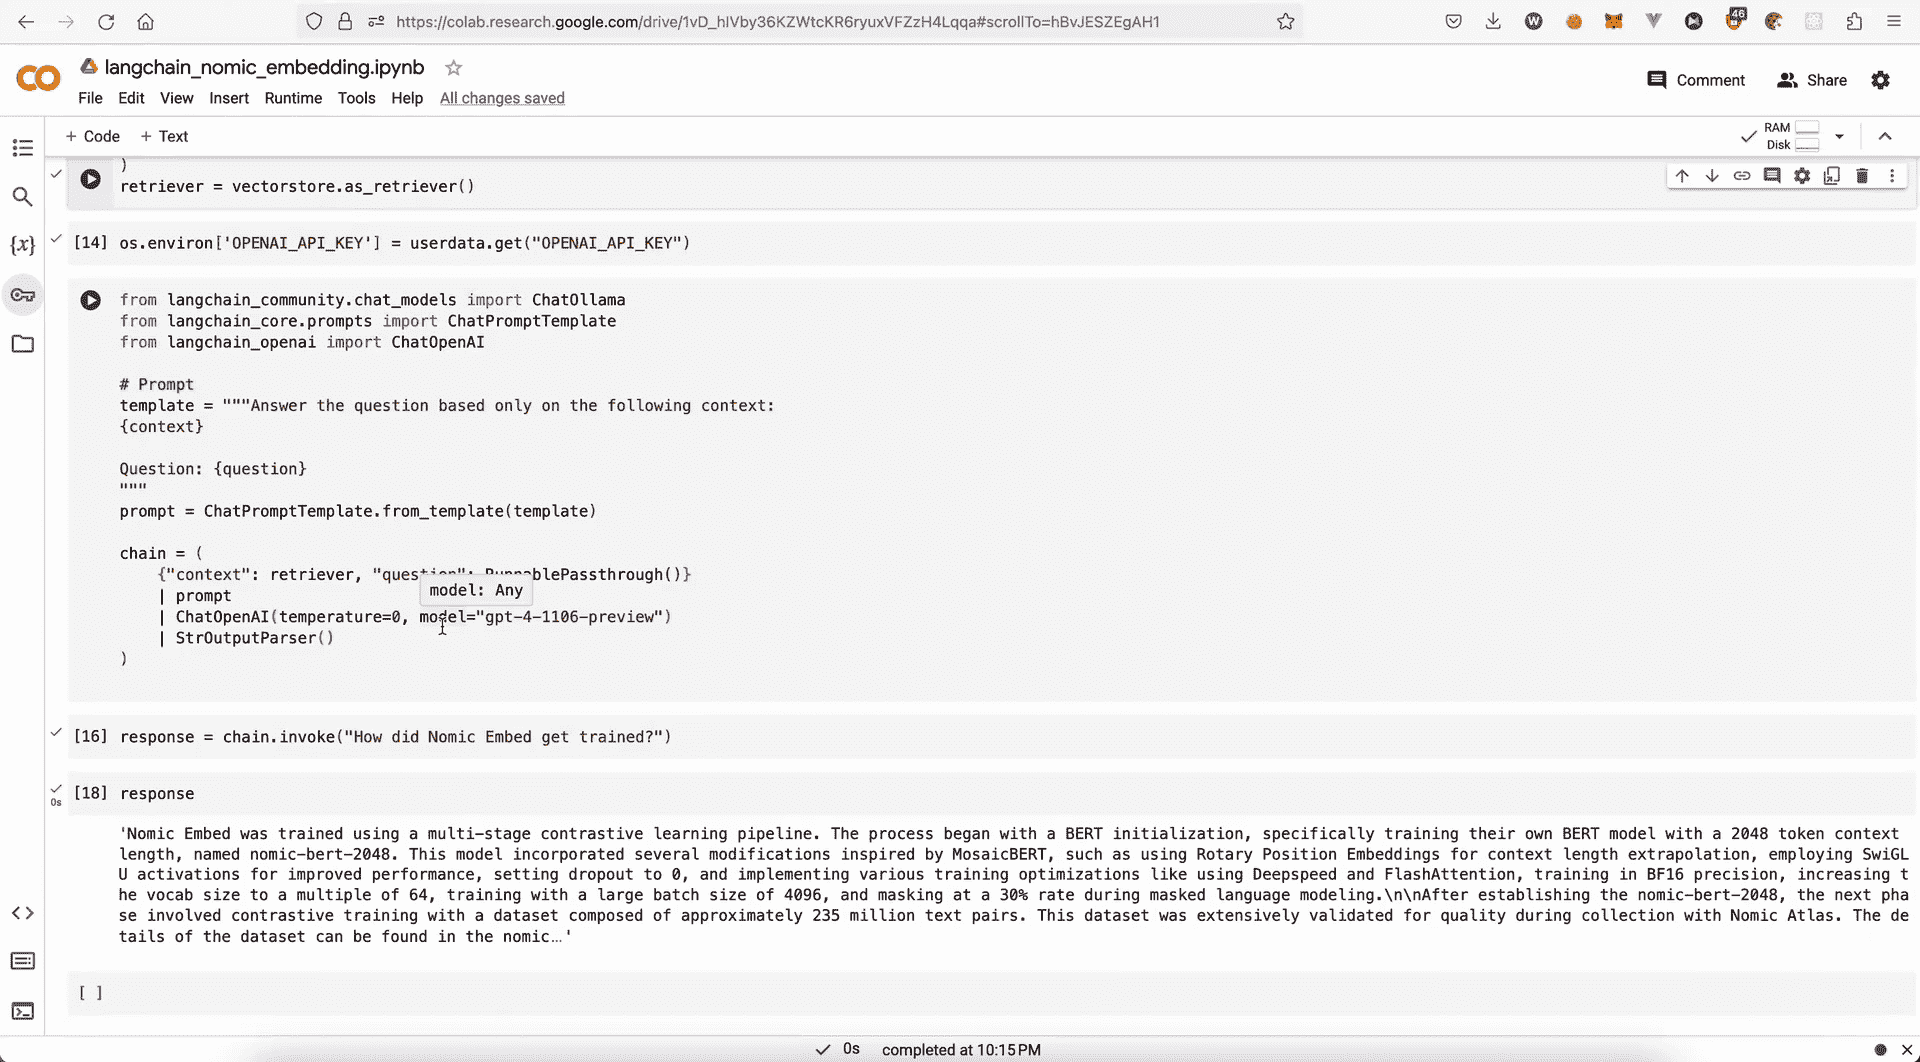 https://colab.research.google.com/drive/1vD_hlVby36KZWtcKR6ryuxVFZzH4Lqqa#scrollTo=hBvJESZEgAH1
W
46
CO
langchain_nomic_embedding.ipynb
File Edit View Insert Runtime Tools Help All changes saved
Comment
Share
+ Code + Text
RAM
Disk
)
retriever = vectorstore.as_retriever()
[14] os.environ['OPENAI_API_KEY'] = userdata.get("OPENAI_API_KEY")
{x}
from langchain_community.chat_models import ChatOllama
from langchain_core.prompts import ChatPromptTemplate
from langchain_openai import ChatOpenAI
# Prompt
template = """Answer the question based only on the following context:
{context}
Question: {question}
"""
prompt = ChatPromptTemplate.from_template(template)
chain = (
{"context": retriever, "question": RunnablePassthrough()}
model: Any
| prompt
| ChatOpenAI(temperature=0, model="gpt-4-1106-preview")
| StrOutputParser()
)
[16] response = chain.invoke("How did Nomic Embed get trained?")
0s
[18] response
'Nomic Embed was trained using a multi-stage contrastive learning pipeline. The process began with a BERT initialization, specifically training their own BERT model with a 2048 token context
length, named nomic-bert-2048. This model incorporated several modifications inspired by MosaicBERT, such as using Rotary Position Embeddings for context length extrapolation, employing SwiGL
U activations for improved performance, setting dropout to 0, and implementing various training optimizations like using Deepspeed and FlashAttention, training in BF16 precision, increasing t
he vocab size to a multiple of 64, training with a large batch size of 4096, and masking at a 30% rate during masked language modeling.\n\nAfter establishing the nomic-bert-2048, the next pha
se involved contrastive training with a dataset composed of approximately 235 million text pairs. This dataset was extensively validated for quality during collection with Nomic Atlas. The de
tails of the dataset can be found in the nomic…'
[ ]
0s completed at 10:15 PM